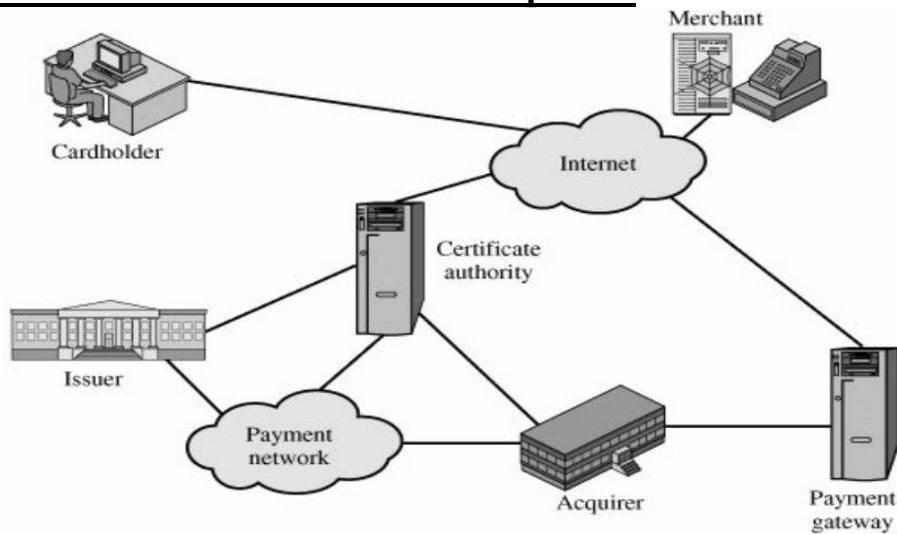 Merchant
Cardholder
Internet
Certificate
authority
Issuer
Payment
network
Acquirer
Payment
gateway